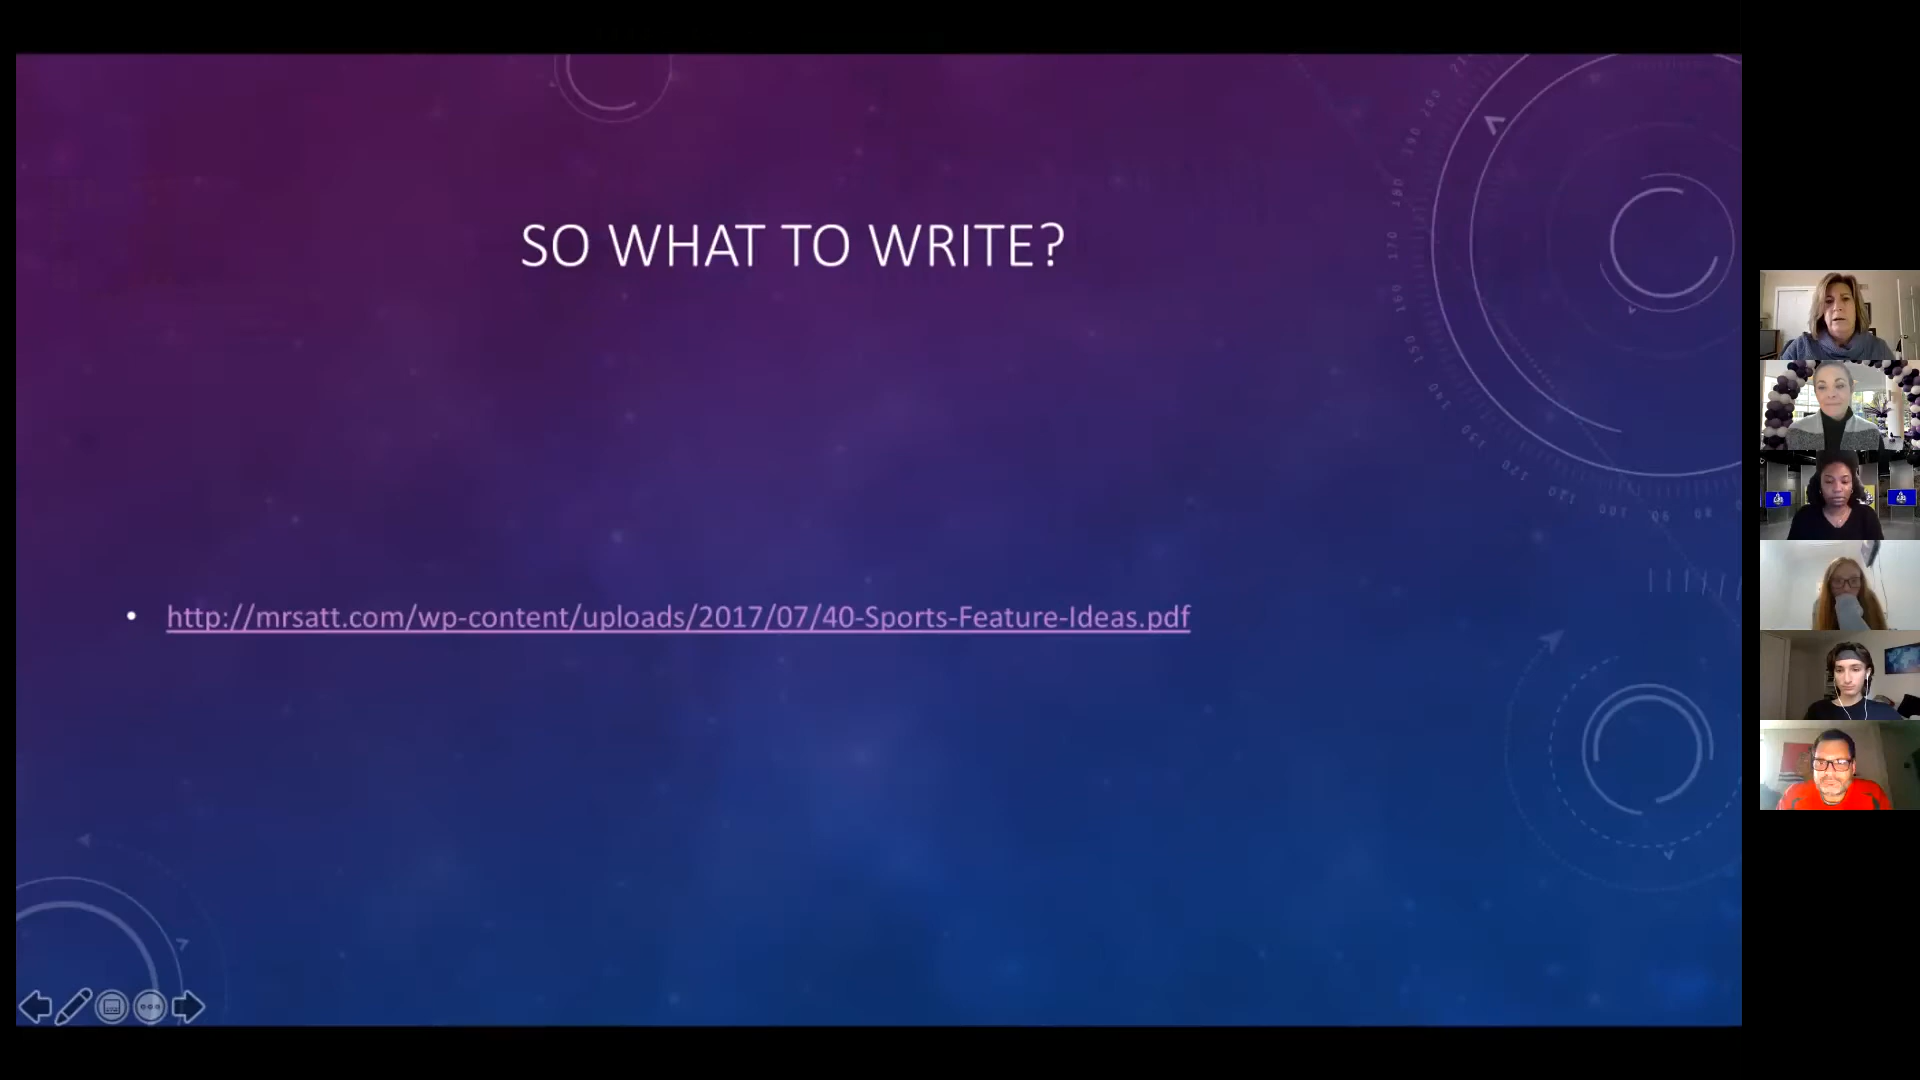 SO WHAT TO WRITE?
• http://mrsatt.com/wp-content/uploads/2017/07/40-Sports-Feature-Ideas.pdf